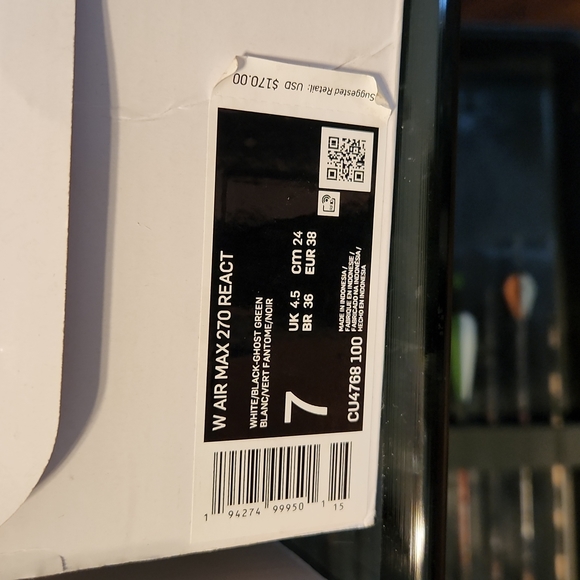 Suggested Retail: USD $170.00
W AIR MAX 270 REACT
WHITE/BLACK-GHOST GREEN
BLANC/VERT FANTOME/NOIR
7
UK 4.5 cm 24
BR 36 EUR 38
CU4768 100
MADE IN INDONESIA /
FABRIQUE EN INDONESIE /
FABRICADO NA INDONÉSIA /
HECHO EN INDONESIA
1 94274 99950 1 15